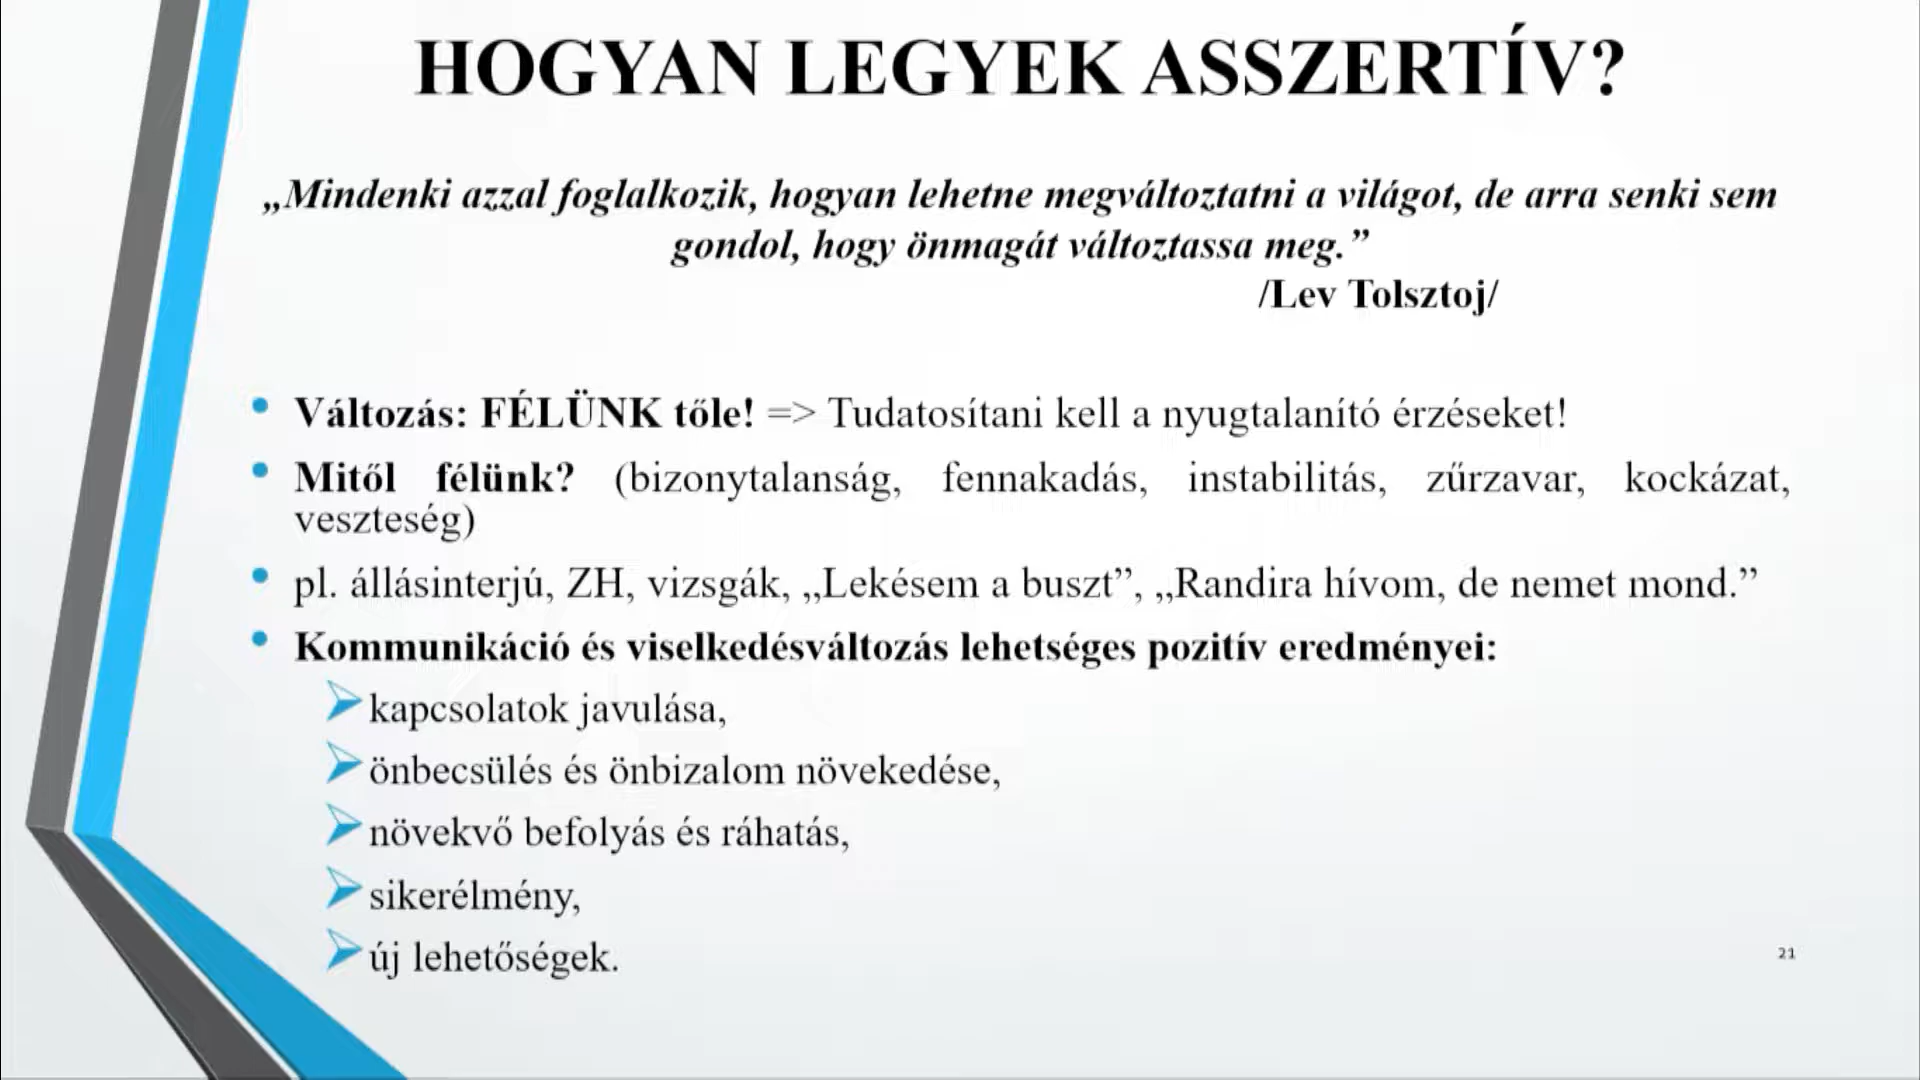 HOGYAN LEGYEK ASSZERTÍV?
„Mindenki azzal foglalkozik, hogyan lehetne megváltoztatni a világot, de arra senki sem
gondol, hogy önmagát változtassa meg.”
/Lev Tolsztoj/
• Változás: FÉLÜNK tőle! => Tudatosítani kell a nyugtalanító érzéseket!
• Mitől félünk? (bizonytalanság, fennakadás, instabilitás, zűrzavar, kockázat,
veszteség)
• pl. állásinterjú, ZH, vizsgák, „Lekésem a buszt”, „Randira hívom, de nemet mond.”
• Kommunikáció és viselkedésváltozás lehetséges pozitív eredményei:
➢ kapcsolatok javulása,
➢ önbecsülés és önbizalom növekedése,
➢ növekvő befolyás és ráhatás,
➢ sikerélmény,
➢ új lehetőségek.
21